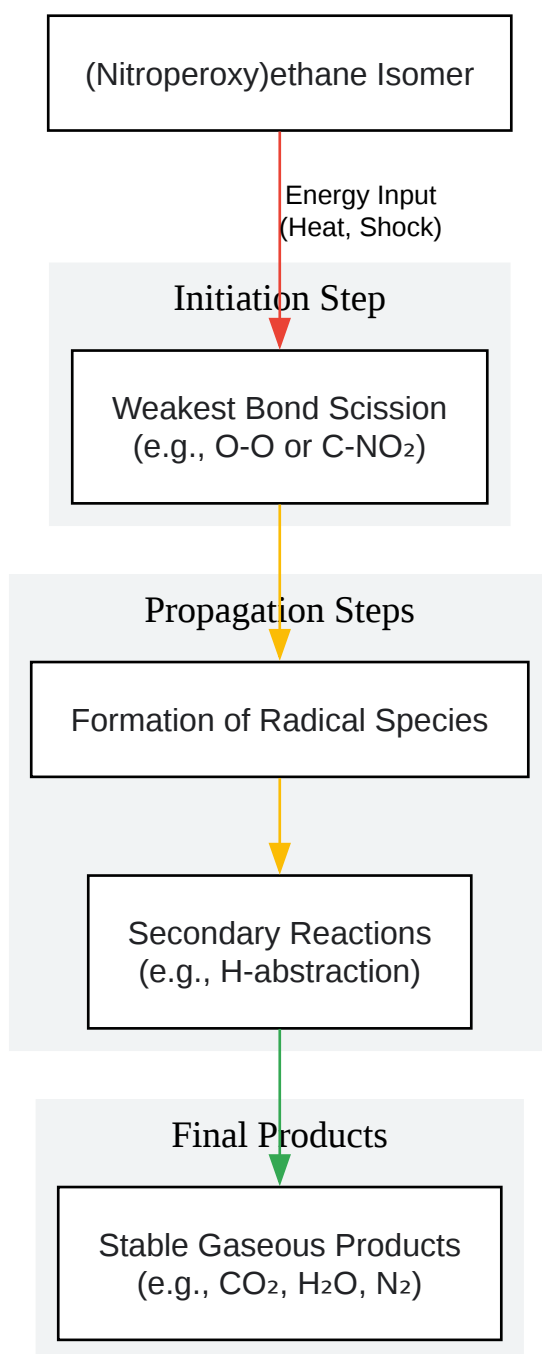 (Nitroperoxy)ethane Isomer
Energy Input
(Heat, Shock)
Initiation Step
Weakest Bond Scission
(e.g., O-O or C-NO₂)
Propagation Steps
Formation of Radical Species
Secondary Reactions
(e.g., H-abstraction)
Final Products
Stable Gaseous Products
(e.g., CO₂, H₂O, N₂)